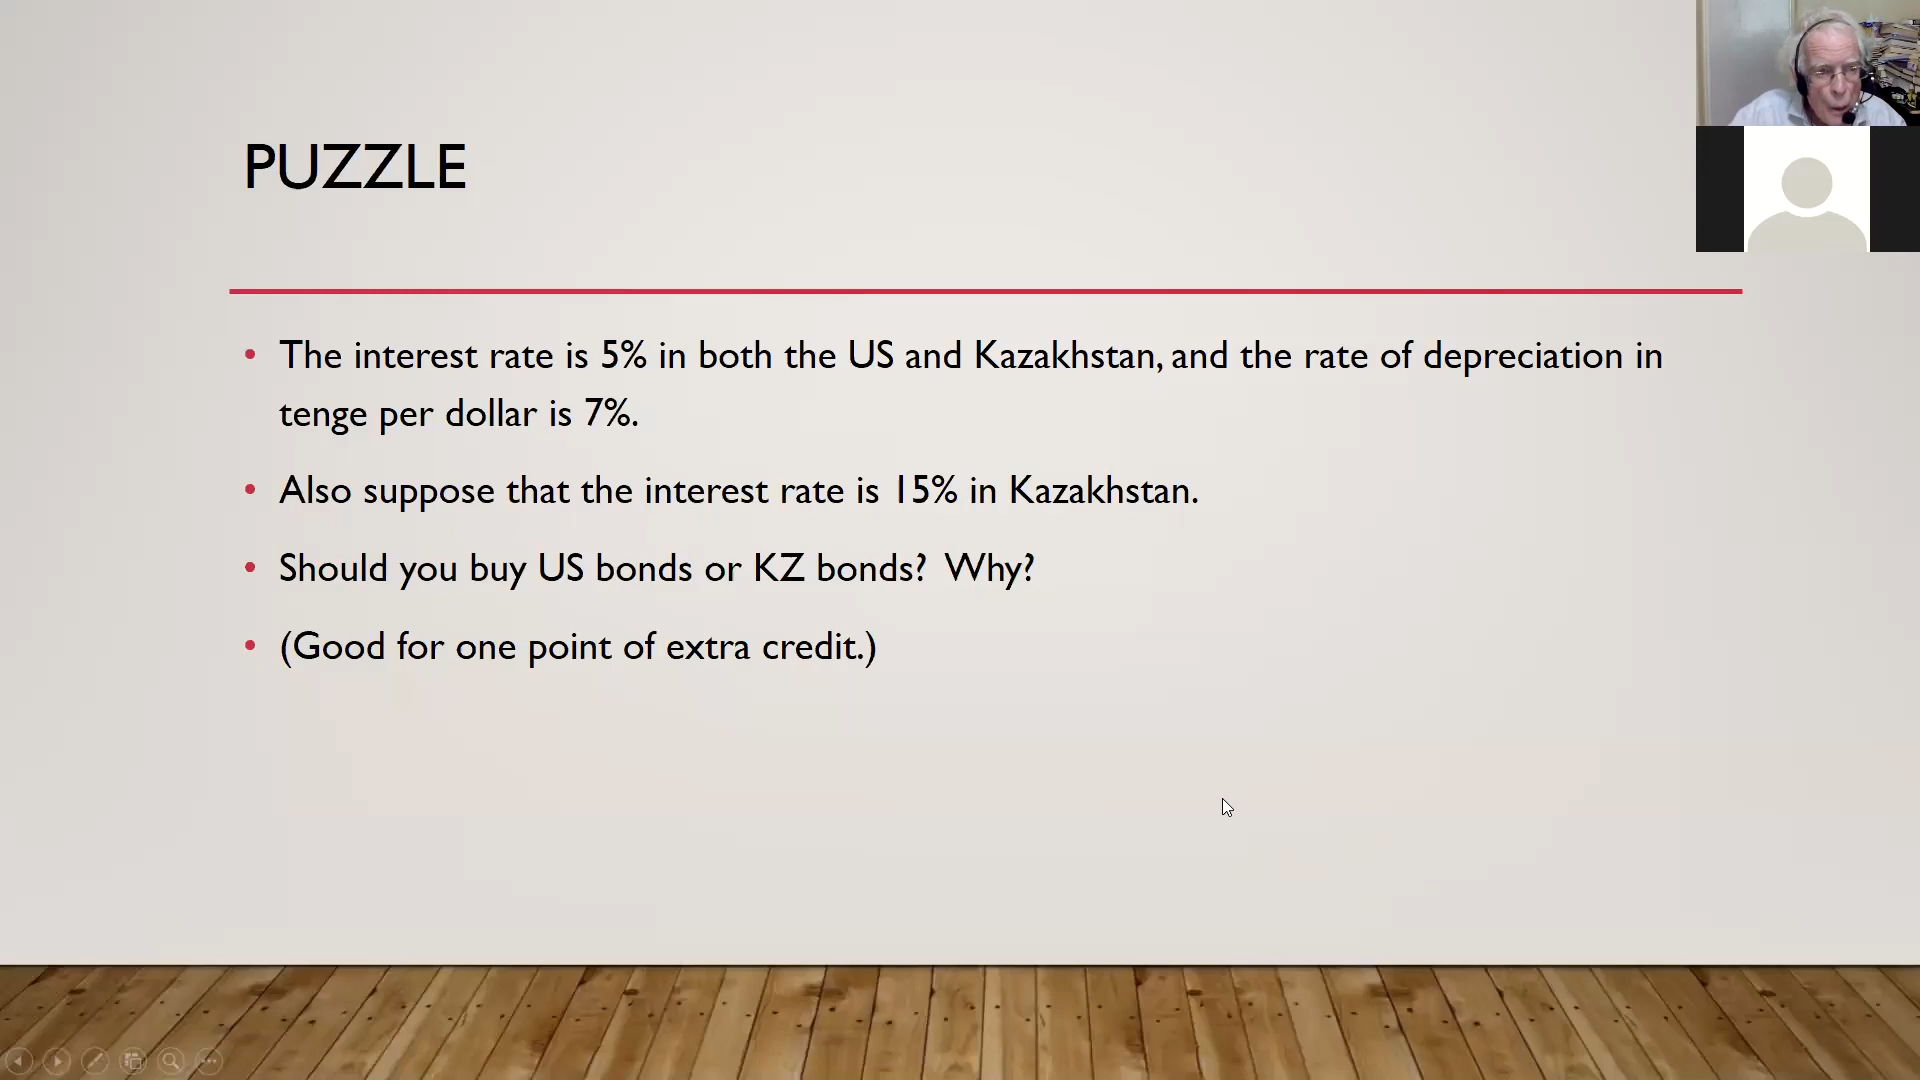 PUZZLE
• The interest rate is 5% in both the US and Kazakhstan, and the rate of depreciation in
tenge per dollar is 7%.
• Also suppose that the interest rate is 15% in Kazakhstan.
• Should you buy US bonds or KZ bonds?  Why?
• (Good for one point of extra credit.)